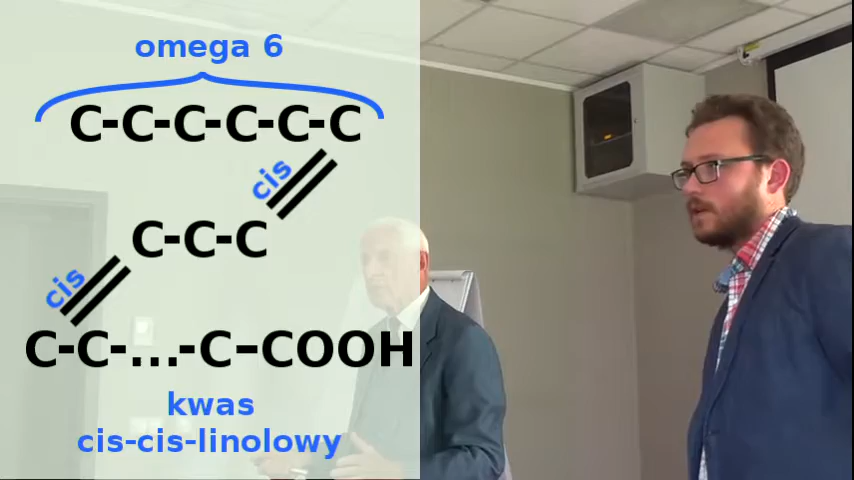 omega 6
C-C-C-C-C-C
cis
C-C-C
cis
C-C-...-C-COOH
kwas
cis-cis-linolowy